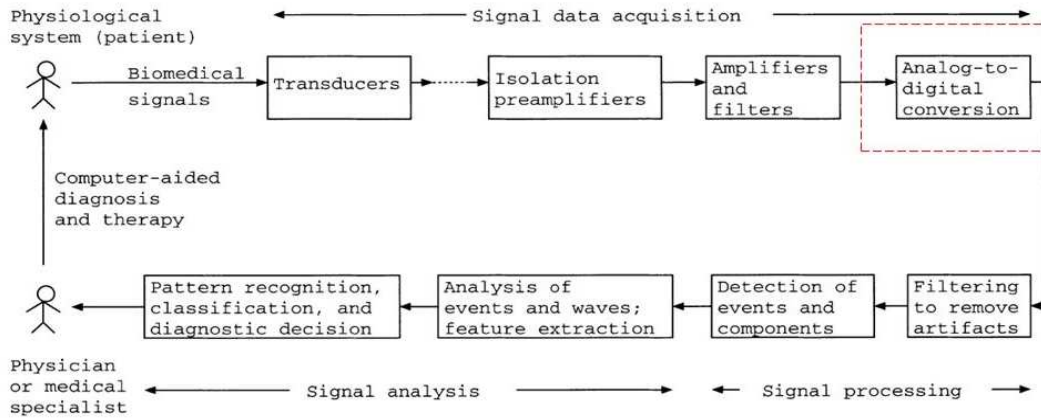 Physiological
system (patient)
Signal data acquisition
Biomedical
signals
Transducers
Isolation
preamplifiers
Amplifiers
and
filters
Analog-to-
digital
conversion
Computer-aided
diagnosis
and therapy
Pattern recognition,
classification, and
diagnostic decision
Analysis of
events and waves;
feature extraction
Detection of
events and
components
Filtering
to remove
artifacts
Physician
or medical
specialist
Signal analysis
Signal processing